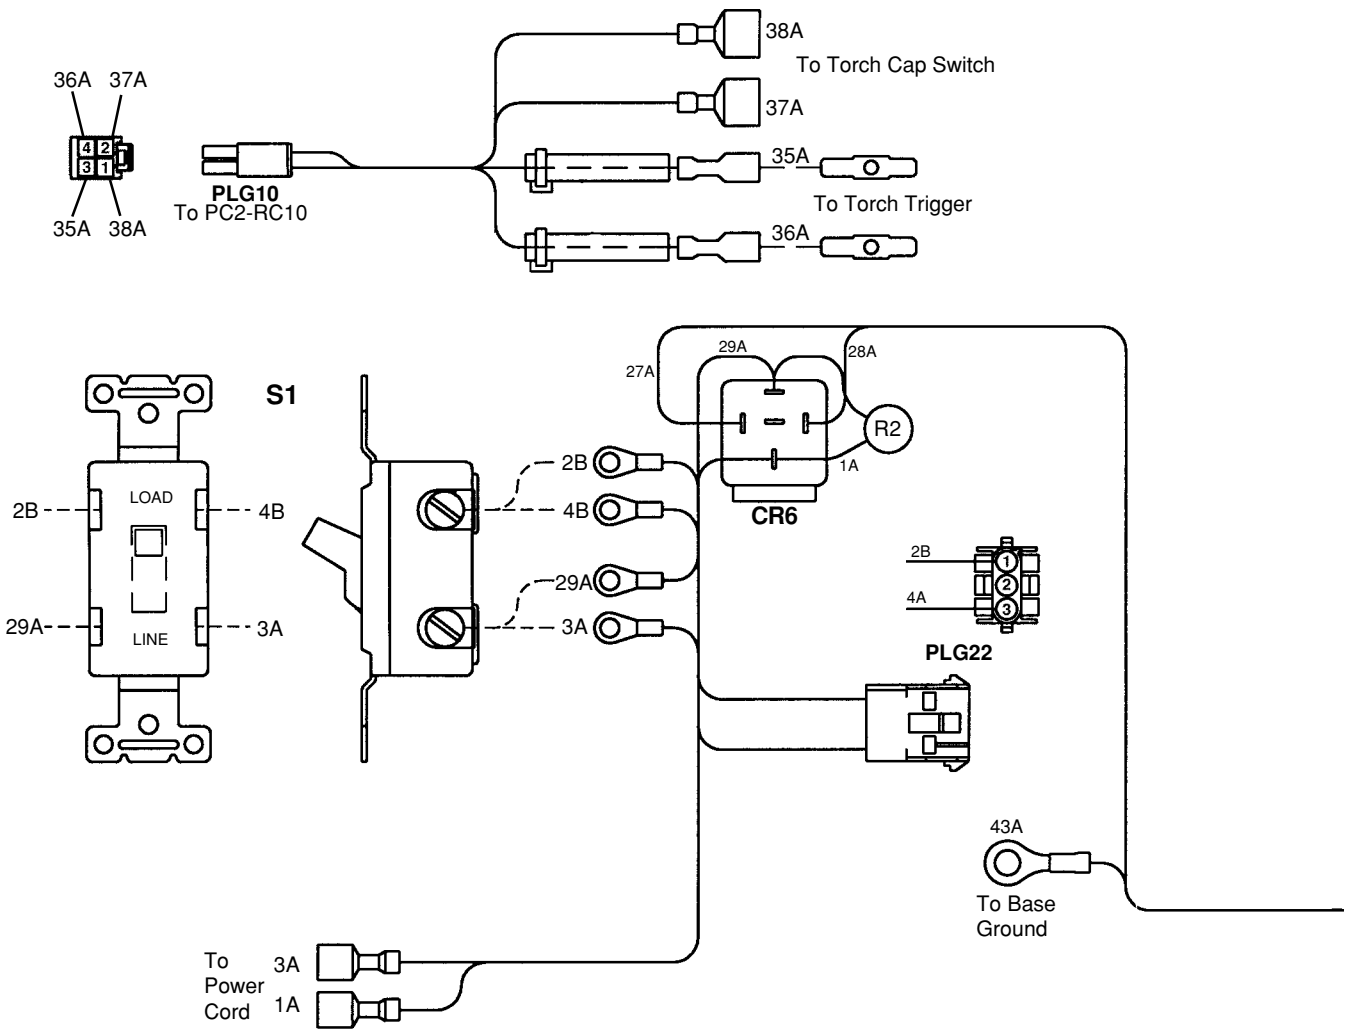 38A
To Torch Cap Switch
36A 37A
37A
4 2
3 1
35A
PLG10
To PC2-RC10
To Torch Trigger
35A 38A
36A
29A
28A
27A
S1
R2
2B
1A
LOAD
2B
4B
4B
CR6
2B
1
29A
2
4A
3
29A
3A
3A
LINE
PLG22
43A
To Base
Ground
To
Power
Cord
3A
1A